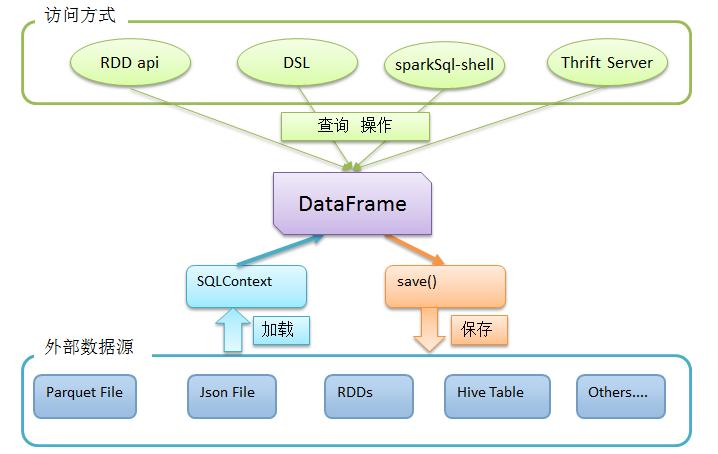 访问方式
RDD api
DSL
sparkSql-shell
Thrift Server
查询 操作
DataFrame
SQLContext
save()
加载
保存
外部数据源
Parquet File
Json File
RDDs
Hive Table
Others....